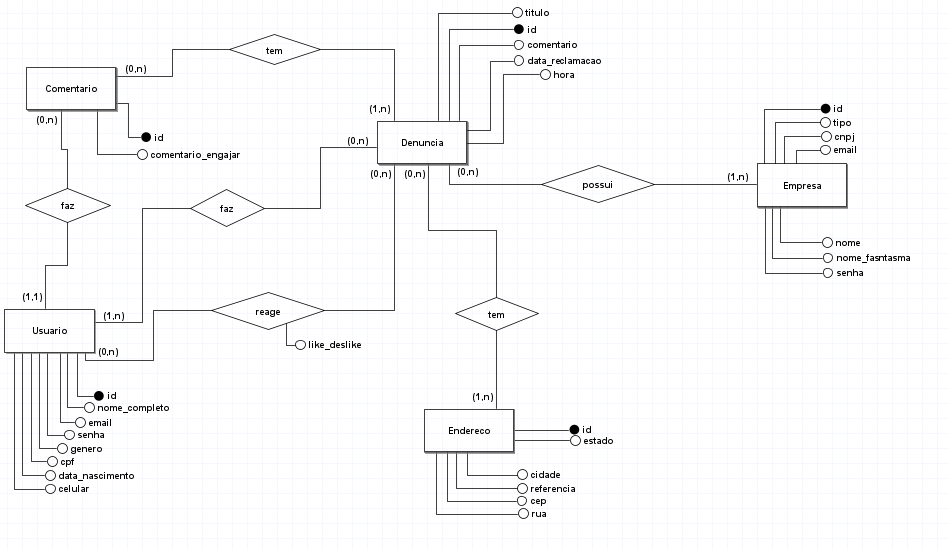 titulo
id
comentario
data_reclamacao
hora
tem
(0,n)
Comentario
(1,n)
(0,n)
id
comentario_engajar
Denuncia
(0,n)
(0,n)
(0,n)
(0,n)
id
tipo
cnpj
email
possui
(1,n)
Empresa
faz
faz
nome
nome_fasntasma
senha
(1,1)
(1,n)
Usuario
(0,n)
reage
like_deslike
tem
(1,n)
Endereco
id
estado
id
nome_completo
email
senha
genero
cpf
data_nascimento
celular
cidade
referencia
cep
rua